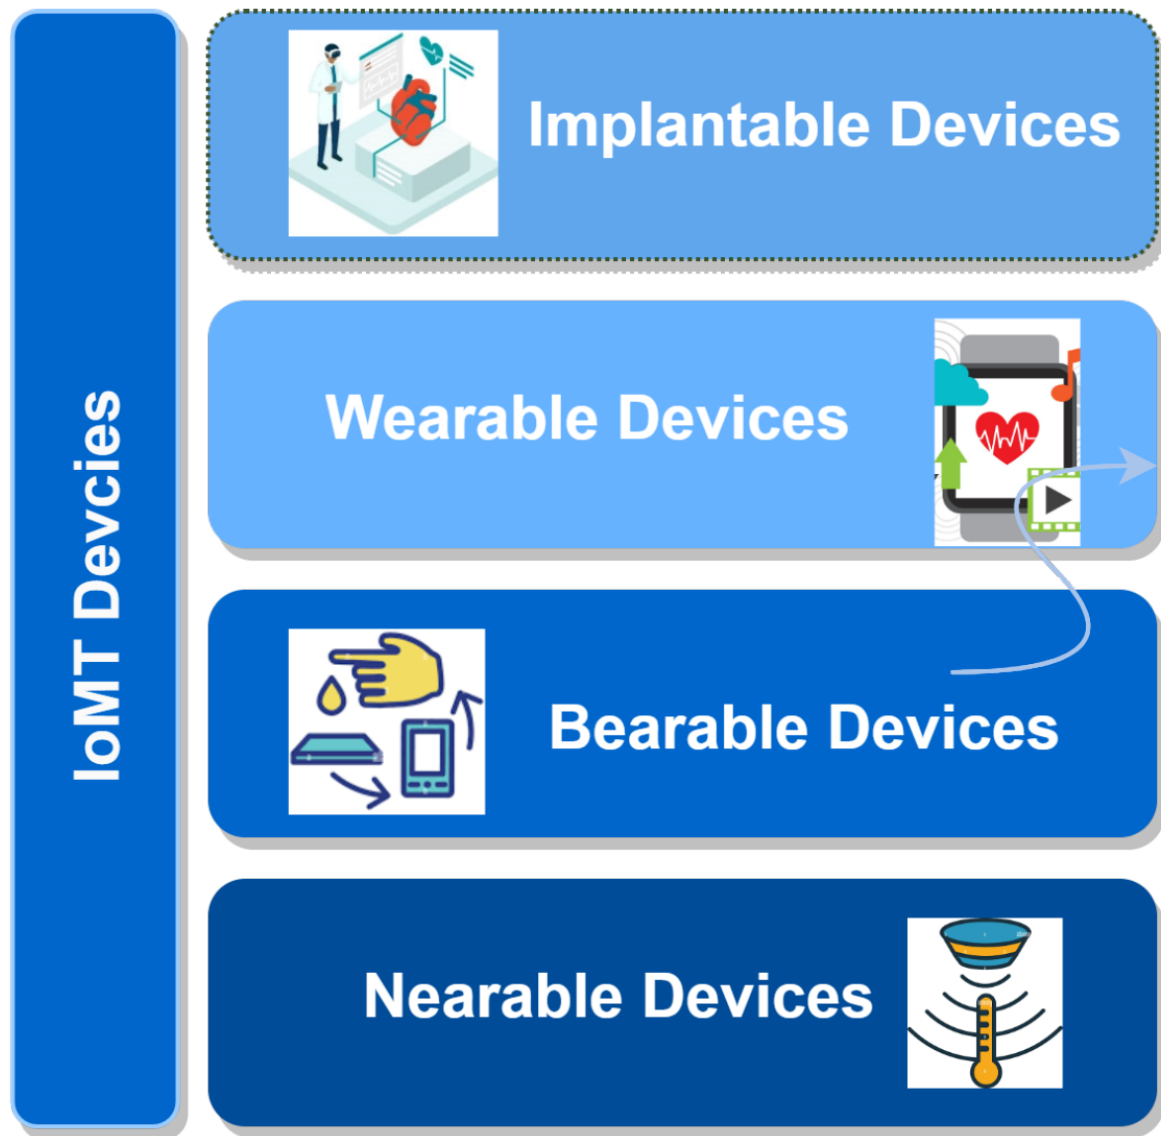 IoMT Devcies
Implantable Devices
Wearable Devices
Bearable Devices
Nearable Devices